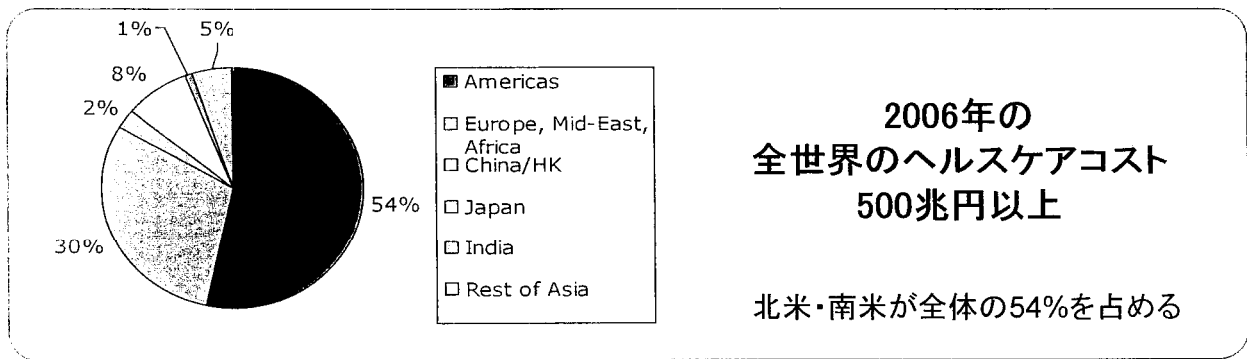 1%
5%
8%
2%
30%
54%
Americas
Europe, Mid-East,
Africa
China/HK
Japan
India
Rest of Asia
2006年の
全世界のヘルスケアコスト
500兆円以上
北米・南米が全体の54%を占める